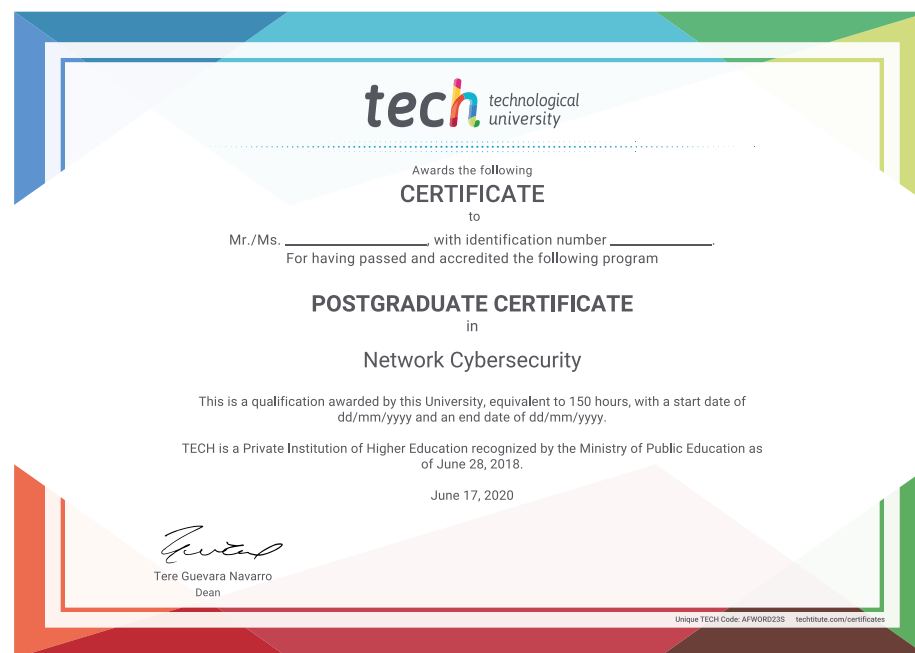 tech technological
university
Awards the following
CERTIFICATE
to
Mr./Ms. ____________________, with identification number ______________.
For having passed and accredited the following program
POSTGRADUATE CERTIFICATE
in
Network Cybersecurity
This is a qualification awarded by this University, equivalent to 150 hours, with a start date of
dd/mm/yyyy and an end date of dd/mm/yyyy.
TECH is a Private Institution of Higher Education recognized by the Ministry of Public Education as
of June 28, 2018.
June 17, 2020
Tere Guevara Navarro
Dean
Unique TECH Code: AFWORD23S techtitute.com/certificates